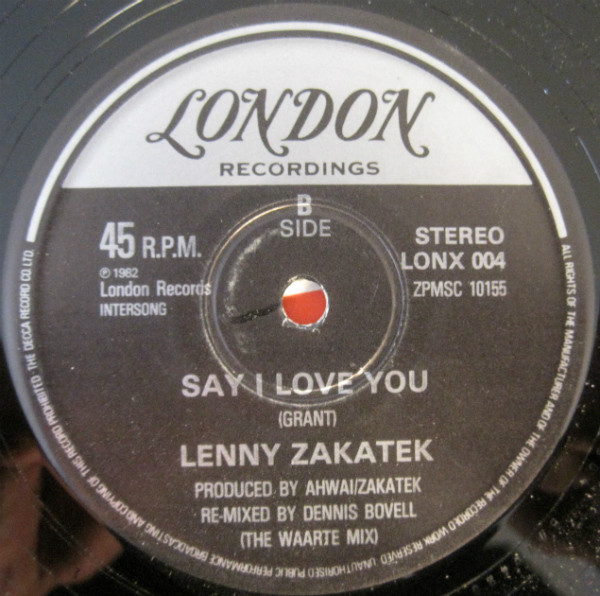 LONDON
RECORDINGS
B
SIDE
45 R.P.M.
℗ 1982
London Records
INTERSONG
STEREO
LONX 004
ZPMSC 10155
SAY I LOVE YOU
(GRANT)
LENNY ZAKATEK
PRODUCED BY AHWAI/ZAKATEK
RE-MIXED BY DENNIS BOVELL
(THE WAARTE MIX)
ALL RIGHTS OF THE MANUFACTURER AND OF THE OWNER OF THE RECORDED WORK RESERVED UNAUTHORISED PUBLIC PERFORMANCE BROADCASTING AND COPYING OF THIS RECORD PROHIBITED THE DECCA RECORD CO LTD.